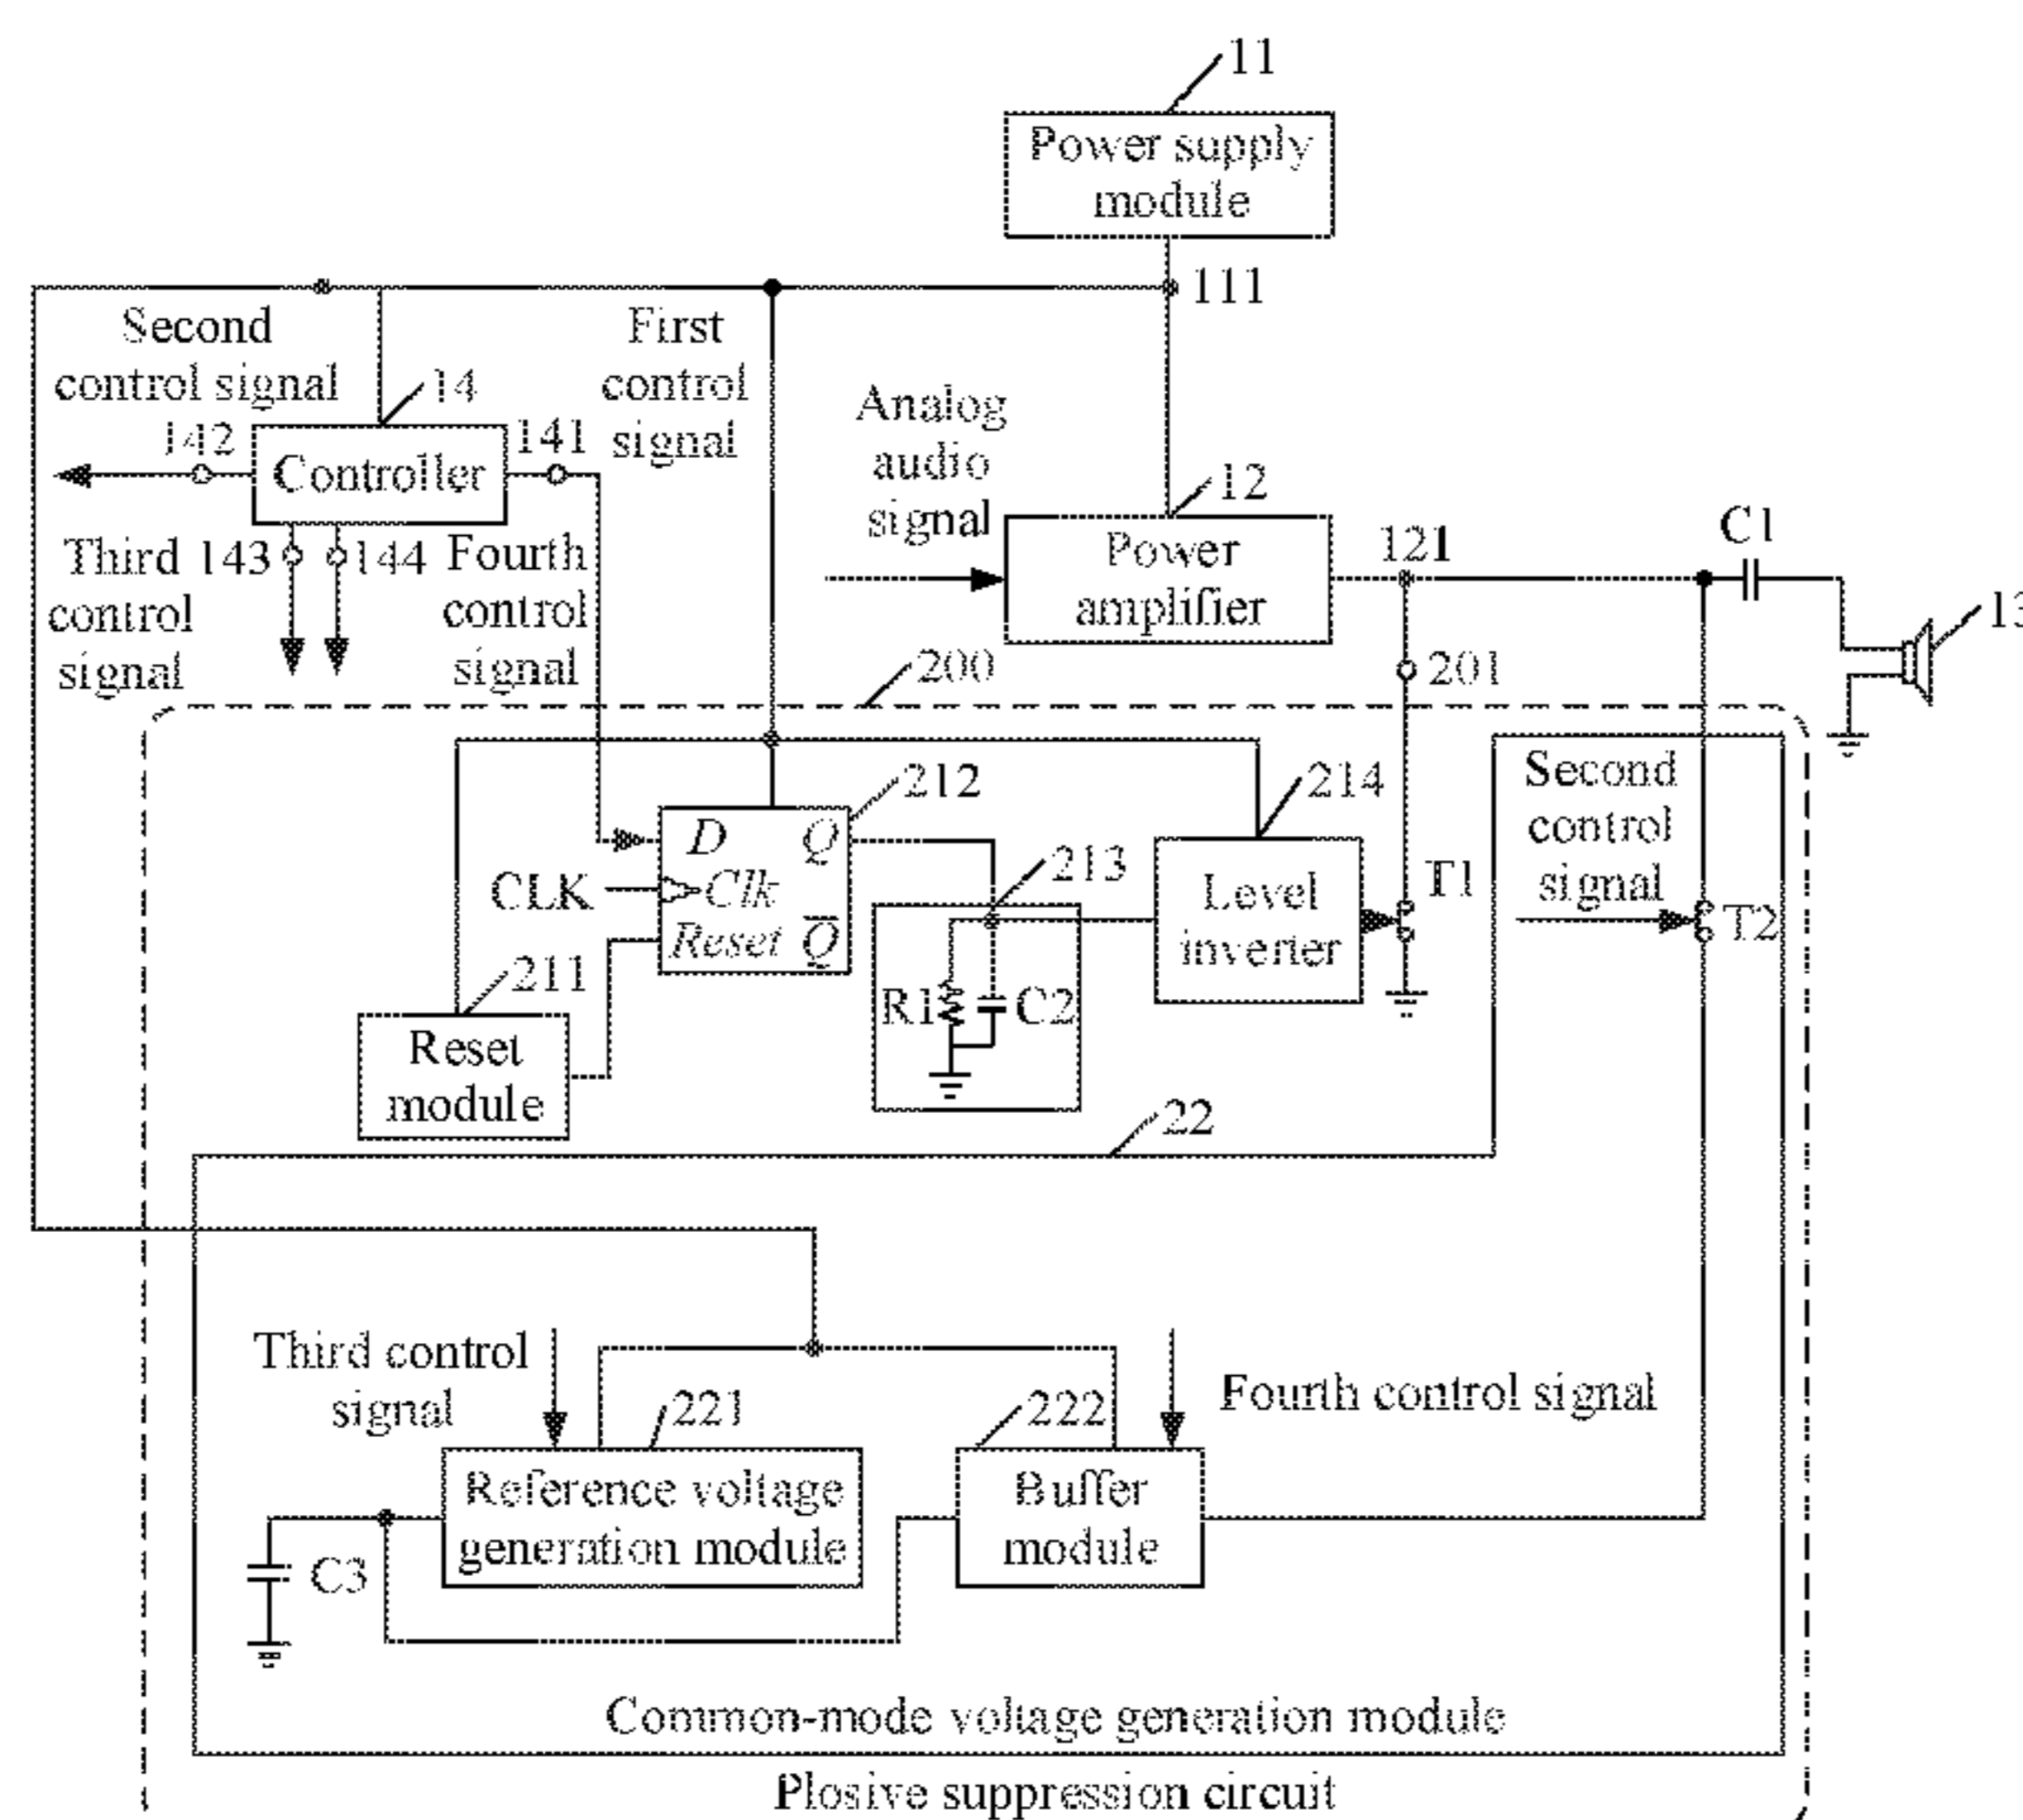 11
Power supply
module
111
Second
control signal
First
control
signal
14
142
Controller
141
Analog
audio
signal
12
Power
amplifier
121
C1
13
Third
control
signal
143
144
Fourth
control
signal
200
201
212
214
Second
control
signal
D
Q
CLK
Clk
Reset
Q
213
Level
inverter
T1
T2
211
Reset
module
R1
C2
22
Third control
signal
221
222
Fourth control signal
Reference voltage
generation module
Buffer
module
C3
Common-mode voltage generation module
Plosive suppression circuit